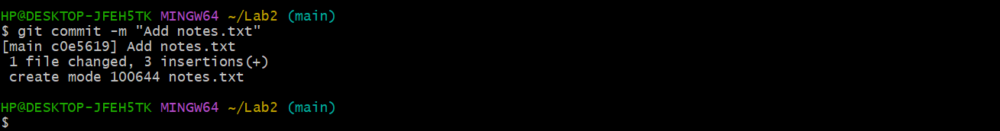 HP@DESKTOP-JFEH5TK MINGW64 ~/Lab2 (main)
$ git commit -m "Add notes.txt"
[main c0e5619] Add notes.txt
 1 file changed, 3 insertions(+)
 create mode 100644 notes.txt

HP@DESKTOP-JFEH5TK MINGW64 ~/Lab2 (main)
$